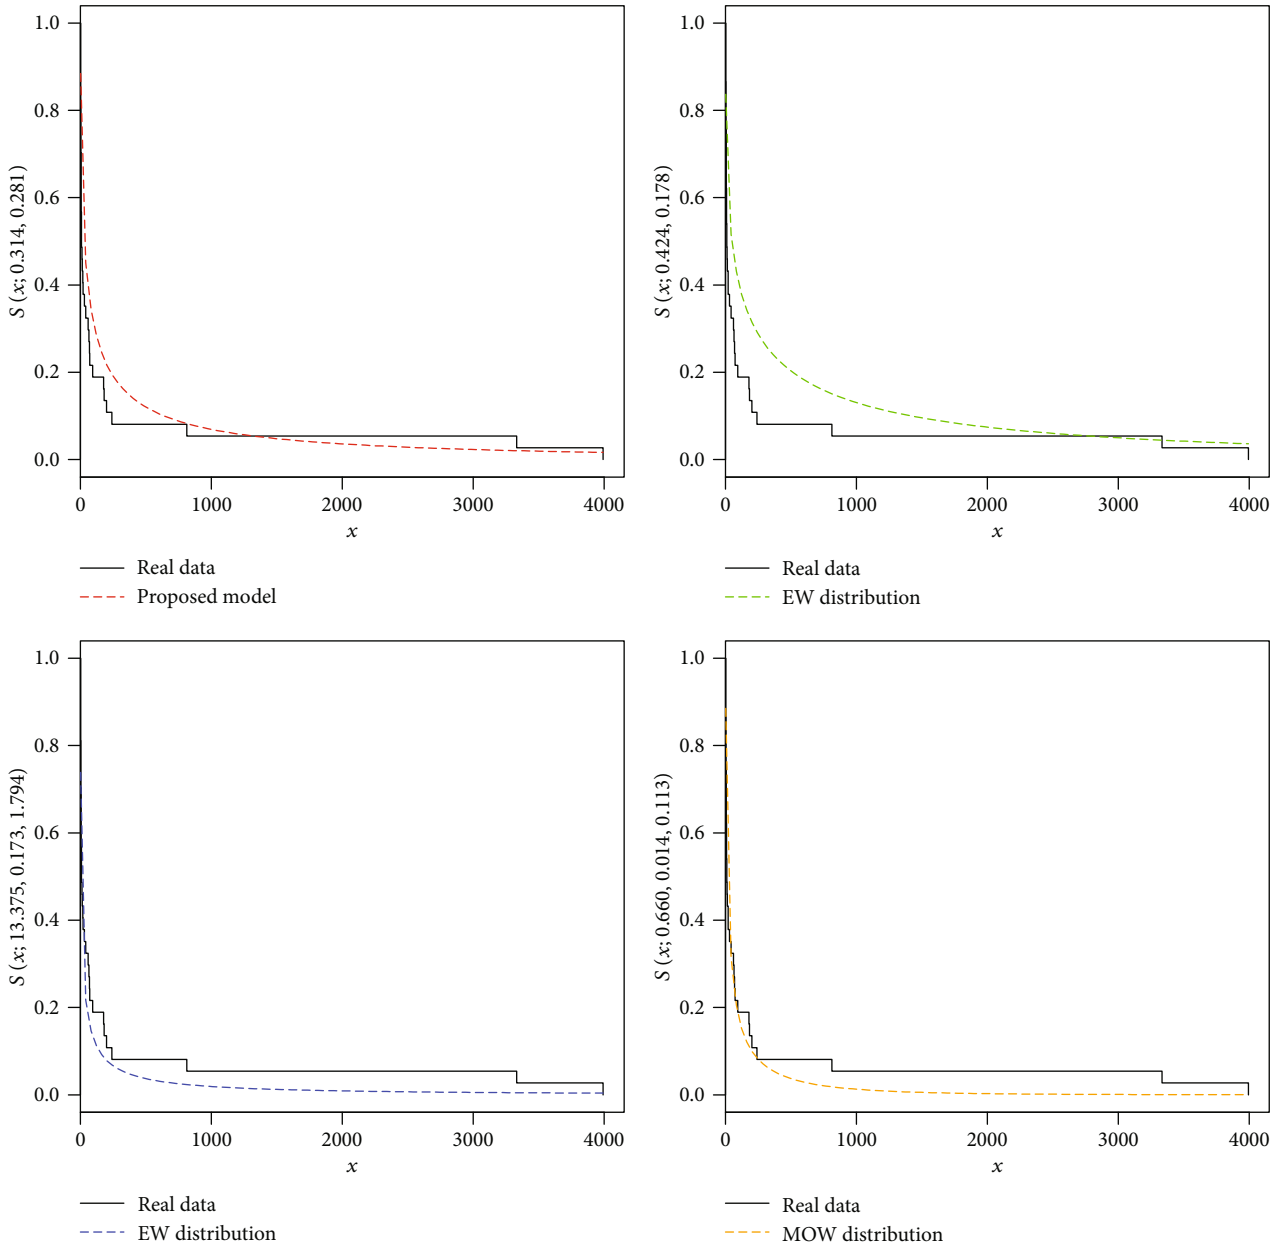 S (x; 0.314, 0.281)
1.0
0.8
0.6
0.4
0.2
0.0
0 1000 2000 3000 4000
x
Real data
Proposed model
S (x; 0.424, 0.178)
1.0
0.8
0.6
0.4
0.2
0.0
0 1000 2000 3000 4000
x
Real data
EW distribution
S (x; 13.375, 0.173, 1.794)
1.0
0.8
0.6
0.4
0.2
0.0
0 1000 2000 3000 4000
x
Real data
EW distribution
S (x; 0.660, 0.014, 0.113)
1.0
0.8
0.6
0.4
0.2
0.0
0 1000 2000 3000 4000
x
Real data
MOW distribution